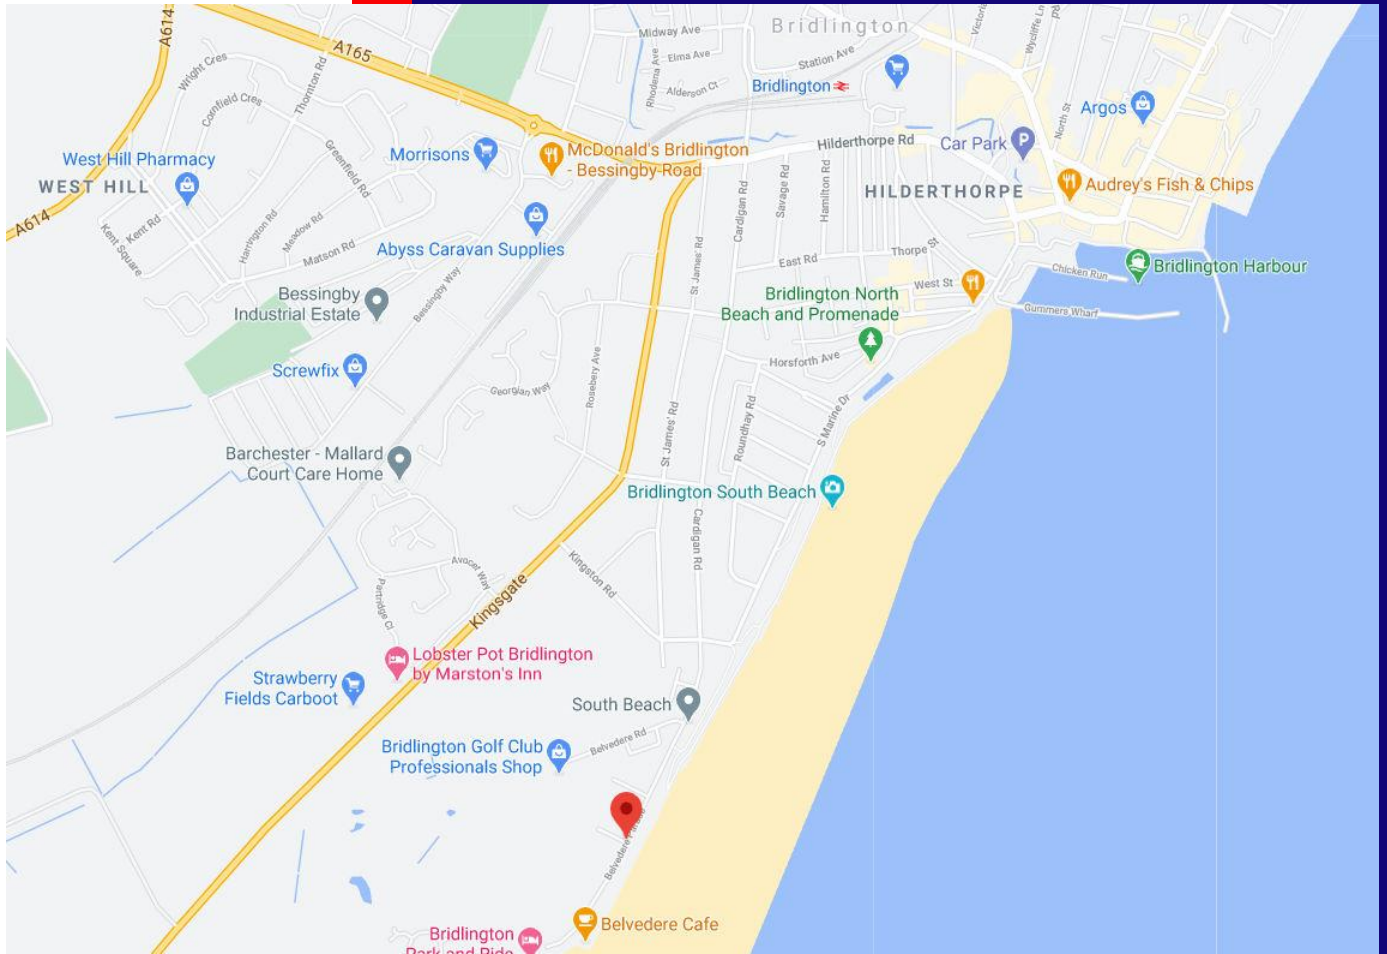 A614
A165
Midway Ave
Bridlington
Wycliffe Ln
Elma Ave
Station Ave
Rhodena Ave
Alderson Ct
Bridlington
Wright Cres
Thornton Rd
Cornfield Cres
North St
Argos
Morrisons
McDonald's Bridlington
- Bessingby Road
Hilderthorpe Rd
Car Park
Greenfield Rd
West Hill Pharmacy
WEST HILL
HILDERTHORPE
Audrey's Fish & Chips
Cardigan Rd
Savage Rd
Hamilton Rd
A614
Kent Rd
Kent Square
Harrington Rd
Meadow Rd
Matson Rd
Abyss Caravan Supplies
St James' Rd
East Rd
Thorpe St
Chicken Run
Bridlington Harbour
West St
Gummers Wharf
Bessingby
Industrial Estate
Bessingby Way
Bridlington North
Beach and Promenade
Horsforth Ave
Screwfix
Georgian Way
Rosebery Ave
St James' Rd
Roundhay Rd
S Marine Dr
Barchester - Mallard
Court Care Home
Bridlington South Beach
Cardigan Rd
Avocet Way
Kingston Rd
Partridge Ct
Kingsgate
Lobster Pot Bridlington
by Marston's Inn
Strawberry
Fields Carboot
South Beach
Belvedere Rd
Bridlington Golf Club
Professionals Shop
Belvedere
Belvedere Cafe
Bridlington
Park and Ride